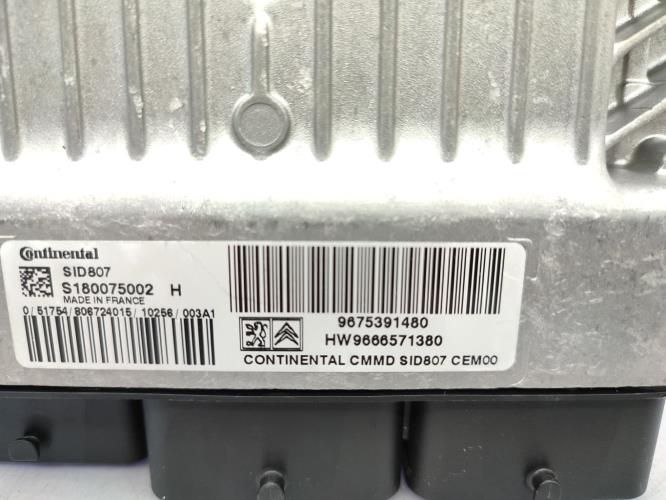 Continental
SID807
S180075002 H
MADE IN FRANCE
0/51754/806724015/10256/003A1
9675391480
HW9666571380
CONTINENTAL CMMD SID807 CEM00